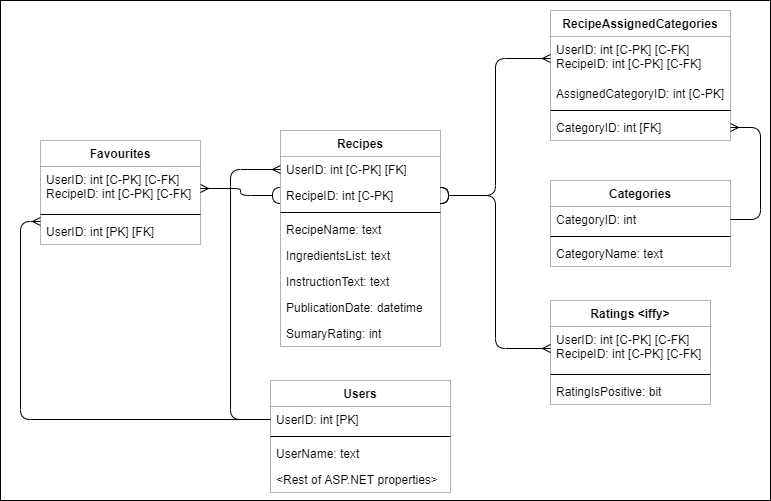 RecipeAssignedCategories
UserID: int [C-PK] [C-FK]
RecipeID: int [C-PK] [C-FK]
AssignedCategoryID: int [C-PK]
CategoryID: int [FK]
Favourites
UserID: int [C-PK] [C-FK]
RecipeID: int [C-PK] [C-FK]
UserID: int [PK] [FK]
Recipes
UserID: int [C-PK] [FK]
RecipeID: int [C-PK]
RecipeName: text
IngredientsList: text
InstructionText: text
PublicationDate: datetime
SumaryRating: int
Categories
CategoryID: int
CategoryName: text
Ratings <iffy>
UserID: int [C-PK] [C-FK]
RecipeID: int [C-PK] [C-FK]
RatingIsPositive: bit
Users
UserID: int [PK]
UserName: text
<Rest of ASP.NET properties>